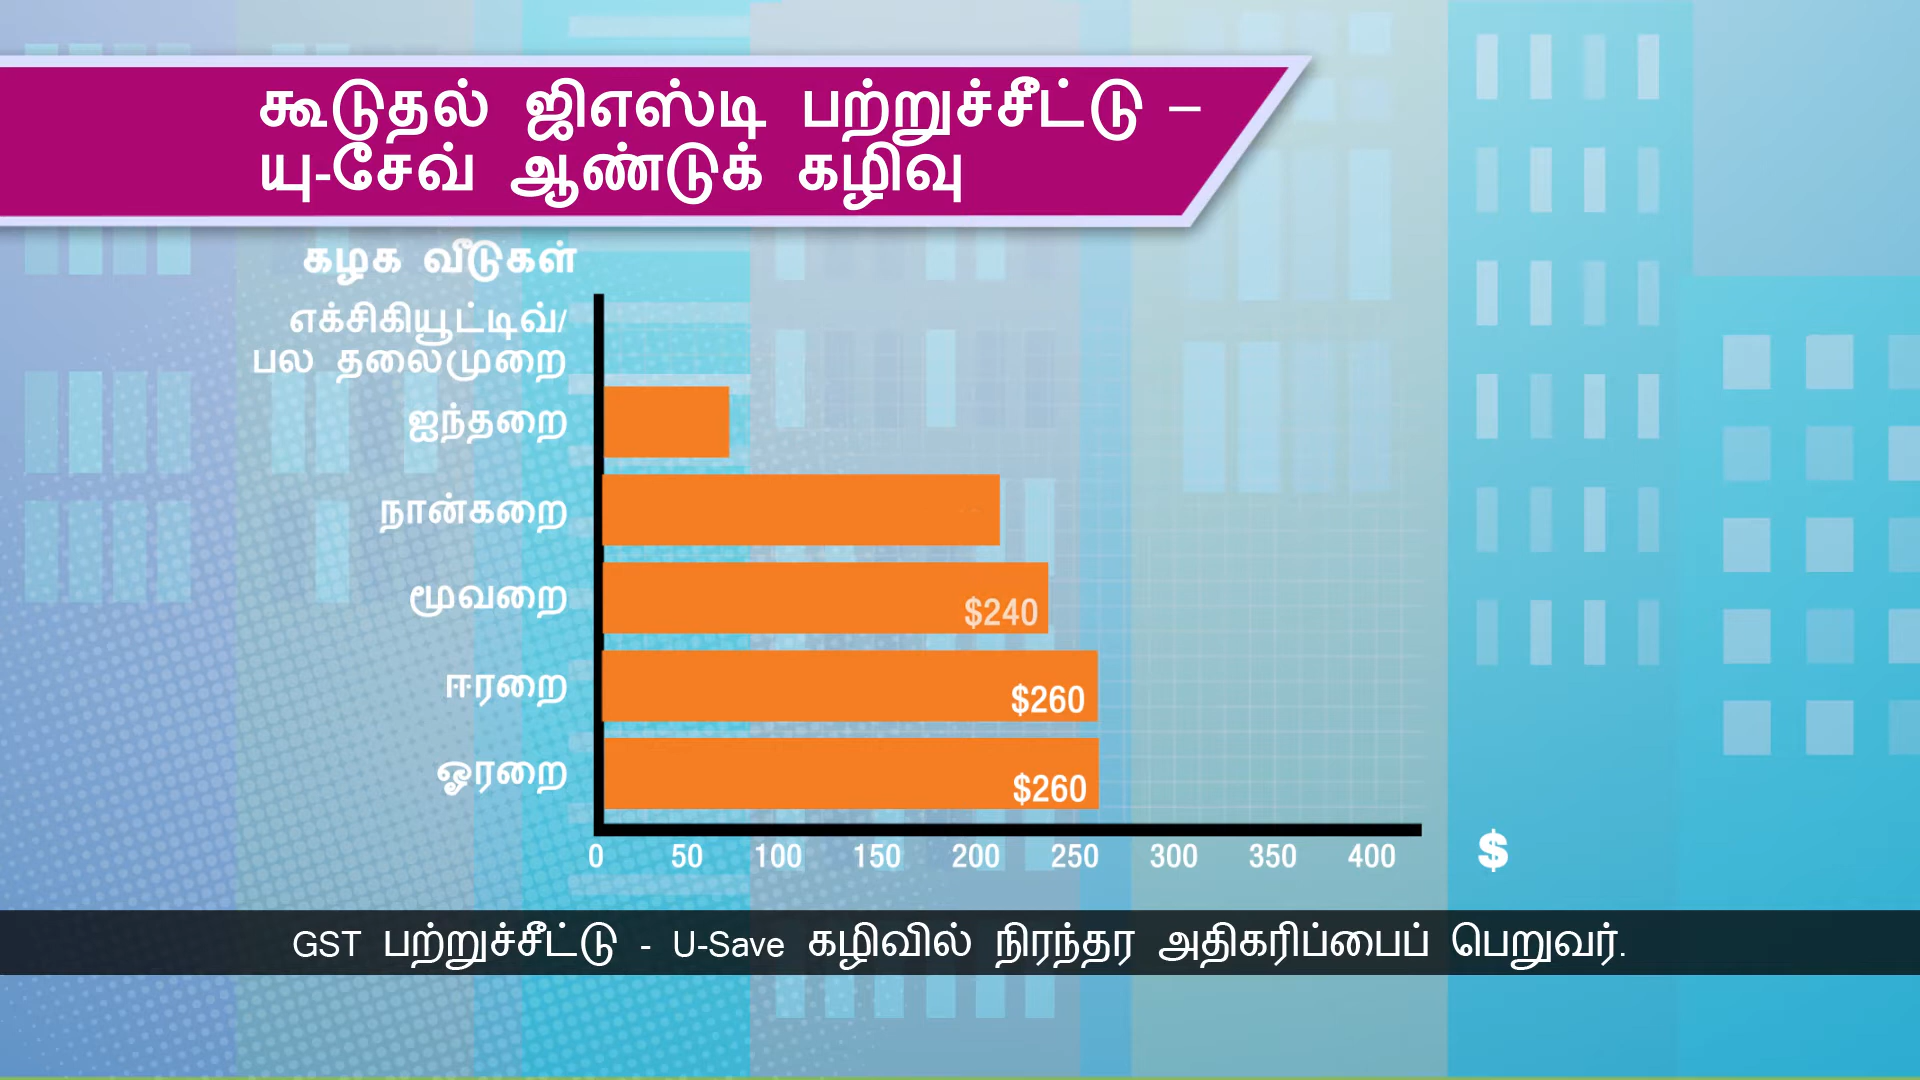 கூடுதல் ஜிஎஸ்டி பற்றுச்சீட்டு –
யு-சேவ் ஆண்டுக் கழிவு
கழக வீடுகள்
எக்சிகியூட்டிவ்/
பல தலைமுறை
ஐந்தறை
நான்கறை
மூவறை
$240
ஈரறை
$260
ஓரறை
$260
0 50 100 150 200 250 300 350 400 $
GST பற்றுச்சீட்டு - U-Save கழிவில் நிரந்தர அதிகரிப்பைப் பெறுவர்.